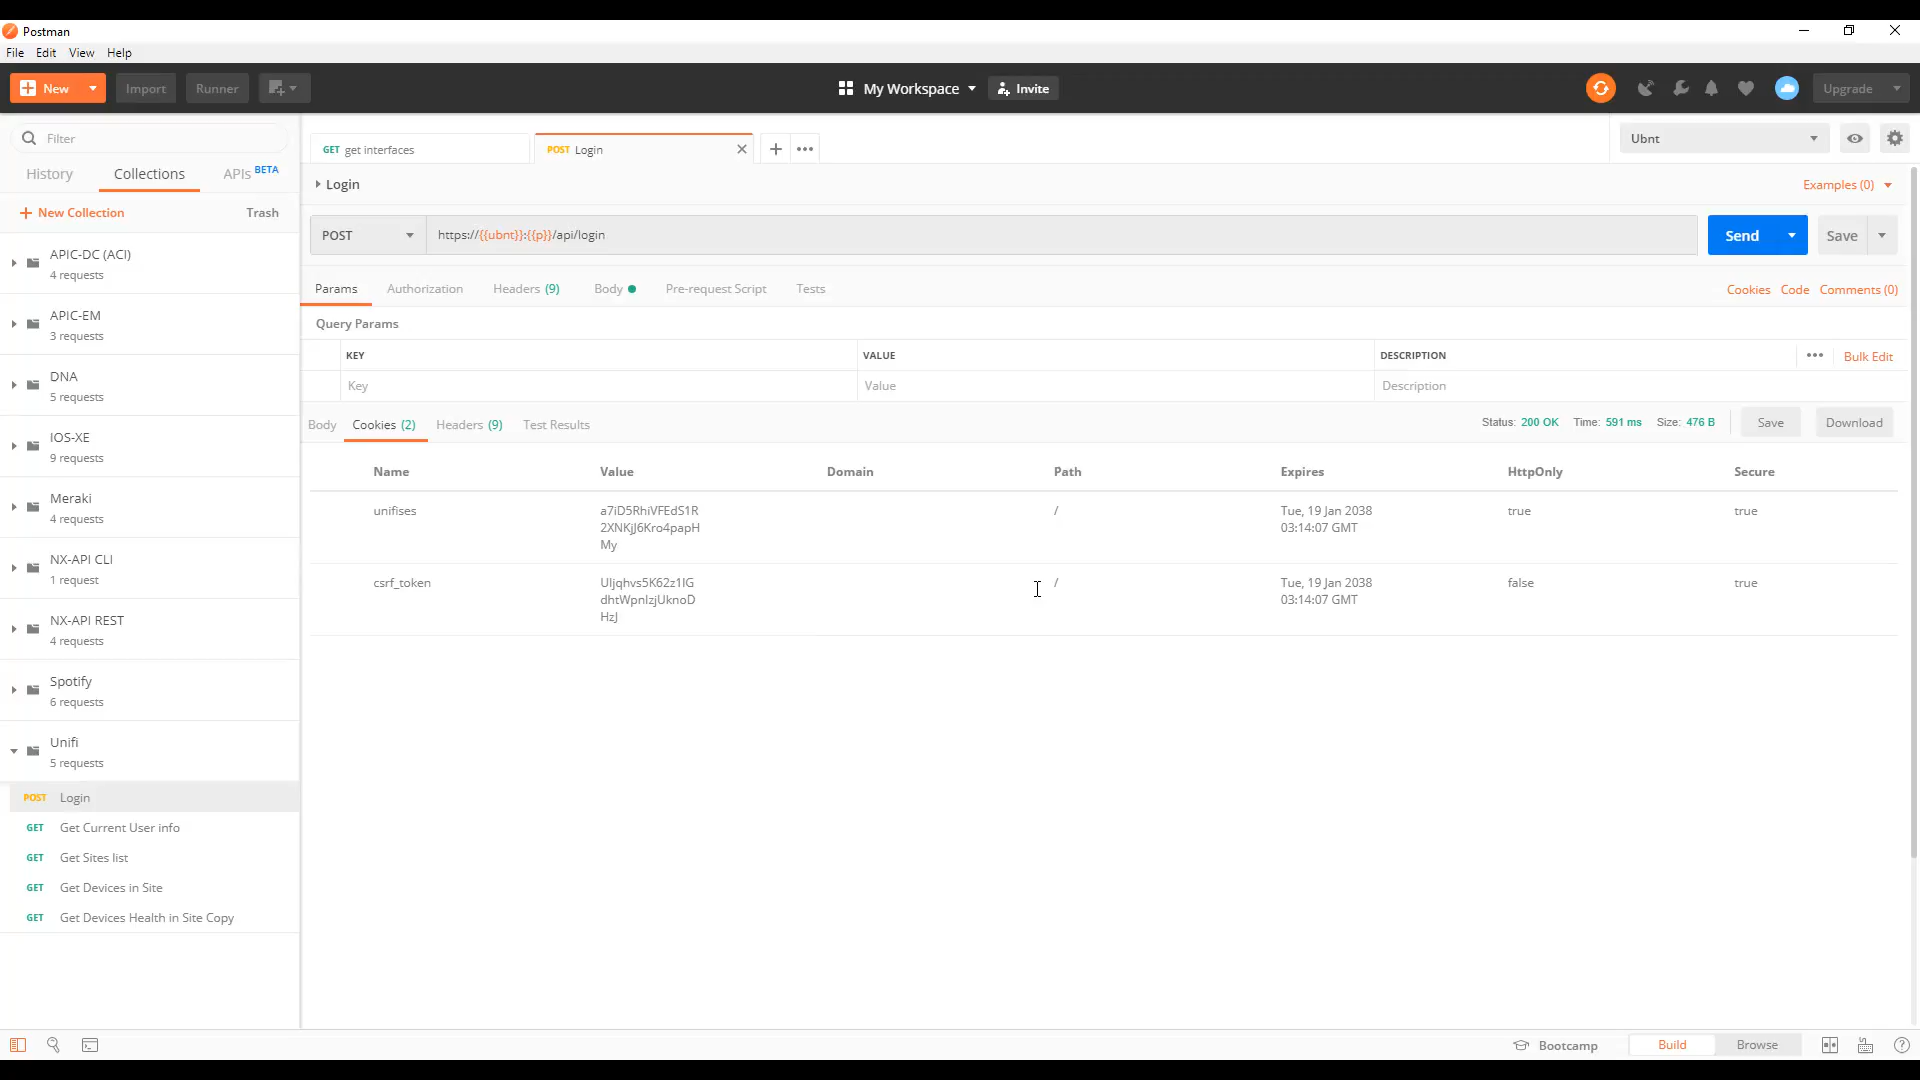 Postman
File Edit View Help
New Import Runner My Workspace Invite Upgrade
Filter
History Collections APIs BETA
New Collection Trash
APIC-DC (ACI)
4 requests
APIC-EM
3 requests
DNA
5 requests
IOS-XE
9 requests
Meraki
4 requests
NX-API CLI
1 request
NX-API REST
4 requests
Spotify
6 requests
Unifi
5 requests
POST Login
GET Get Current User info
GET Get Sites list
GET Get Devices in Site
GET Get Devices Health in Site Copy
GET get interfaces POST Login Ubnt
Login Examples (0)
POST https://{{ubnt}}:{{p}}/api/login Send Save
Params Authorization Headers (9) Body Pre-request Script Tests Cookies Code Comments (0)
Query Params
KEY VALUE DESCRIPTION Bulk Edit
Key Value Description
Body Cookies (2) Headers (9) Test Results Status: 200 OK Time: 591 ms Size: 476 B Save Download
Name Value Domain Path Expires HttpOnly Secure
unifises a7iD5RhiVFEdS1R / Tue, 19 Jan 2038 true true
2XNKjJ6Kro4papH 03:14:07 GMT
My
csrf_token / Tue, 19 Jan 2038 false true
03:14:07 GMT
HzJ
Bootcamp Build Browse